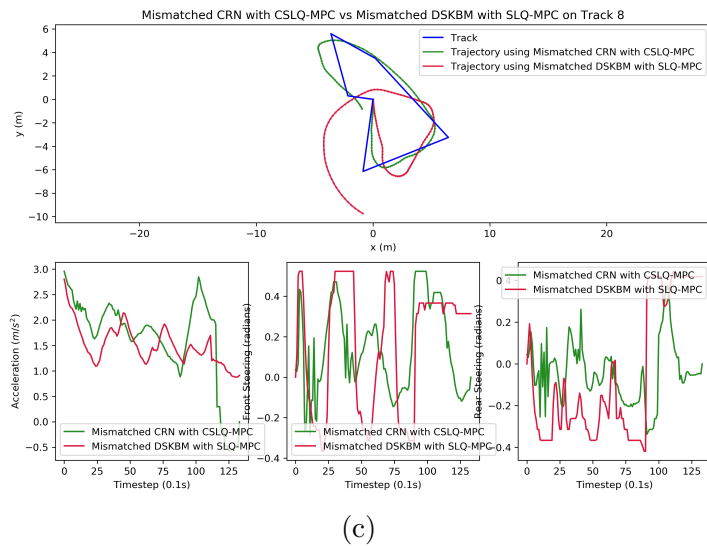 Mismatched CRN with CSLQ-MPC vs Mismatched DSKBM with SLQ-MPC on Track 8
Track
Trajectory using Mismatched CRN with CSLQ-MPC
Trajectory using Mismatched DSKBM with SLQ-MPC
y (m)
6
4
2
0
−2
−4
−6
−8
−10
−20
−10
0
10
20
x (m)
Acceleration (m/s²)
3.0
2.5
2.0
1.5
1.0
0.5
0.0
−0.5
Mismatched CRN with CSLQ-MPC
Mismatched DSKBM with SLQ-MPC
0 25 50 75 100 125
Timestep (0.1s)
Front Steering (radians)
0.4
0.2
0.0
−0.2
−0.4
Mismatched CRN with CSLQ-MPC
Mismatched DSKBM with SLQ-MPC
0 25 50 75 100 125
Timestep (0.1s)
Rear Steering (radians)
Mismatched CRN with CSLQ-MPC
Mismatched DSKBM with SLQ-MPC
0.4
0.2
0.0
−0.2
−0.4
0 25 50 75 100 125
Timestep (0.1s)
(c)